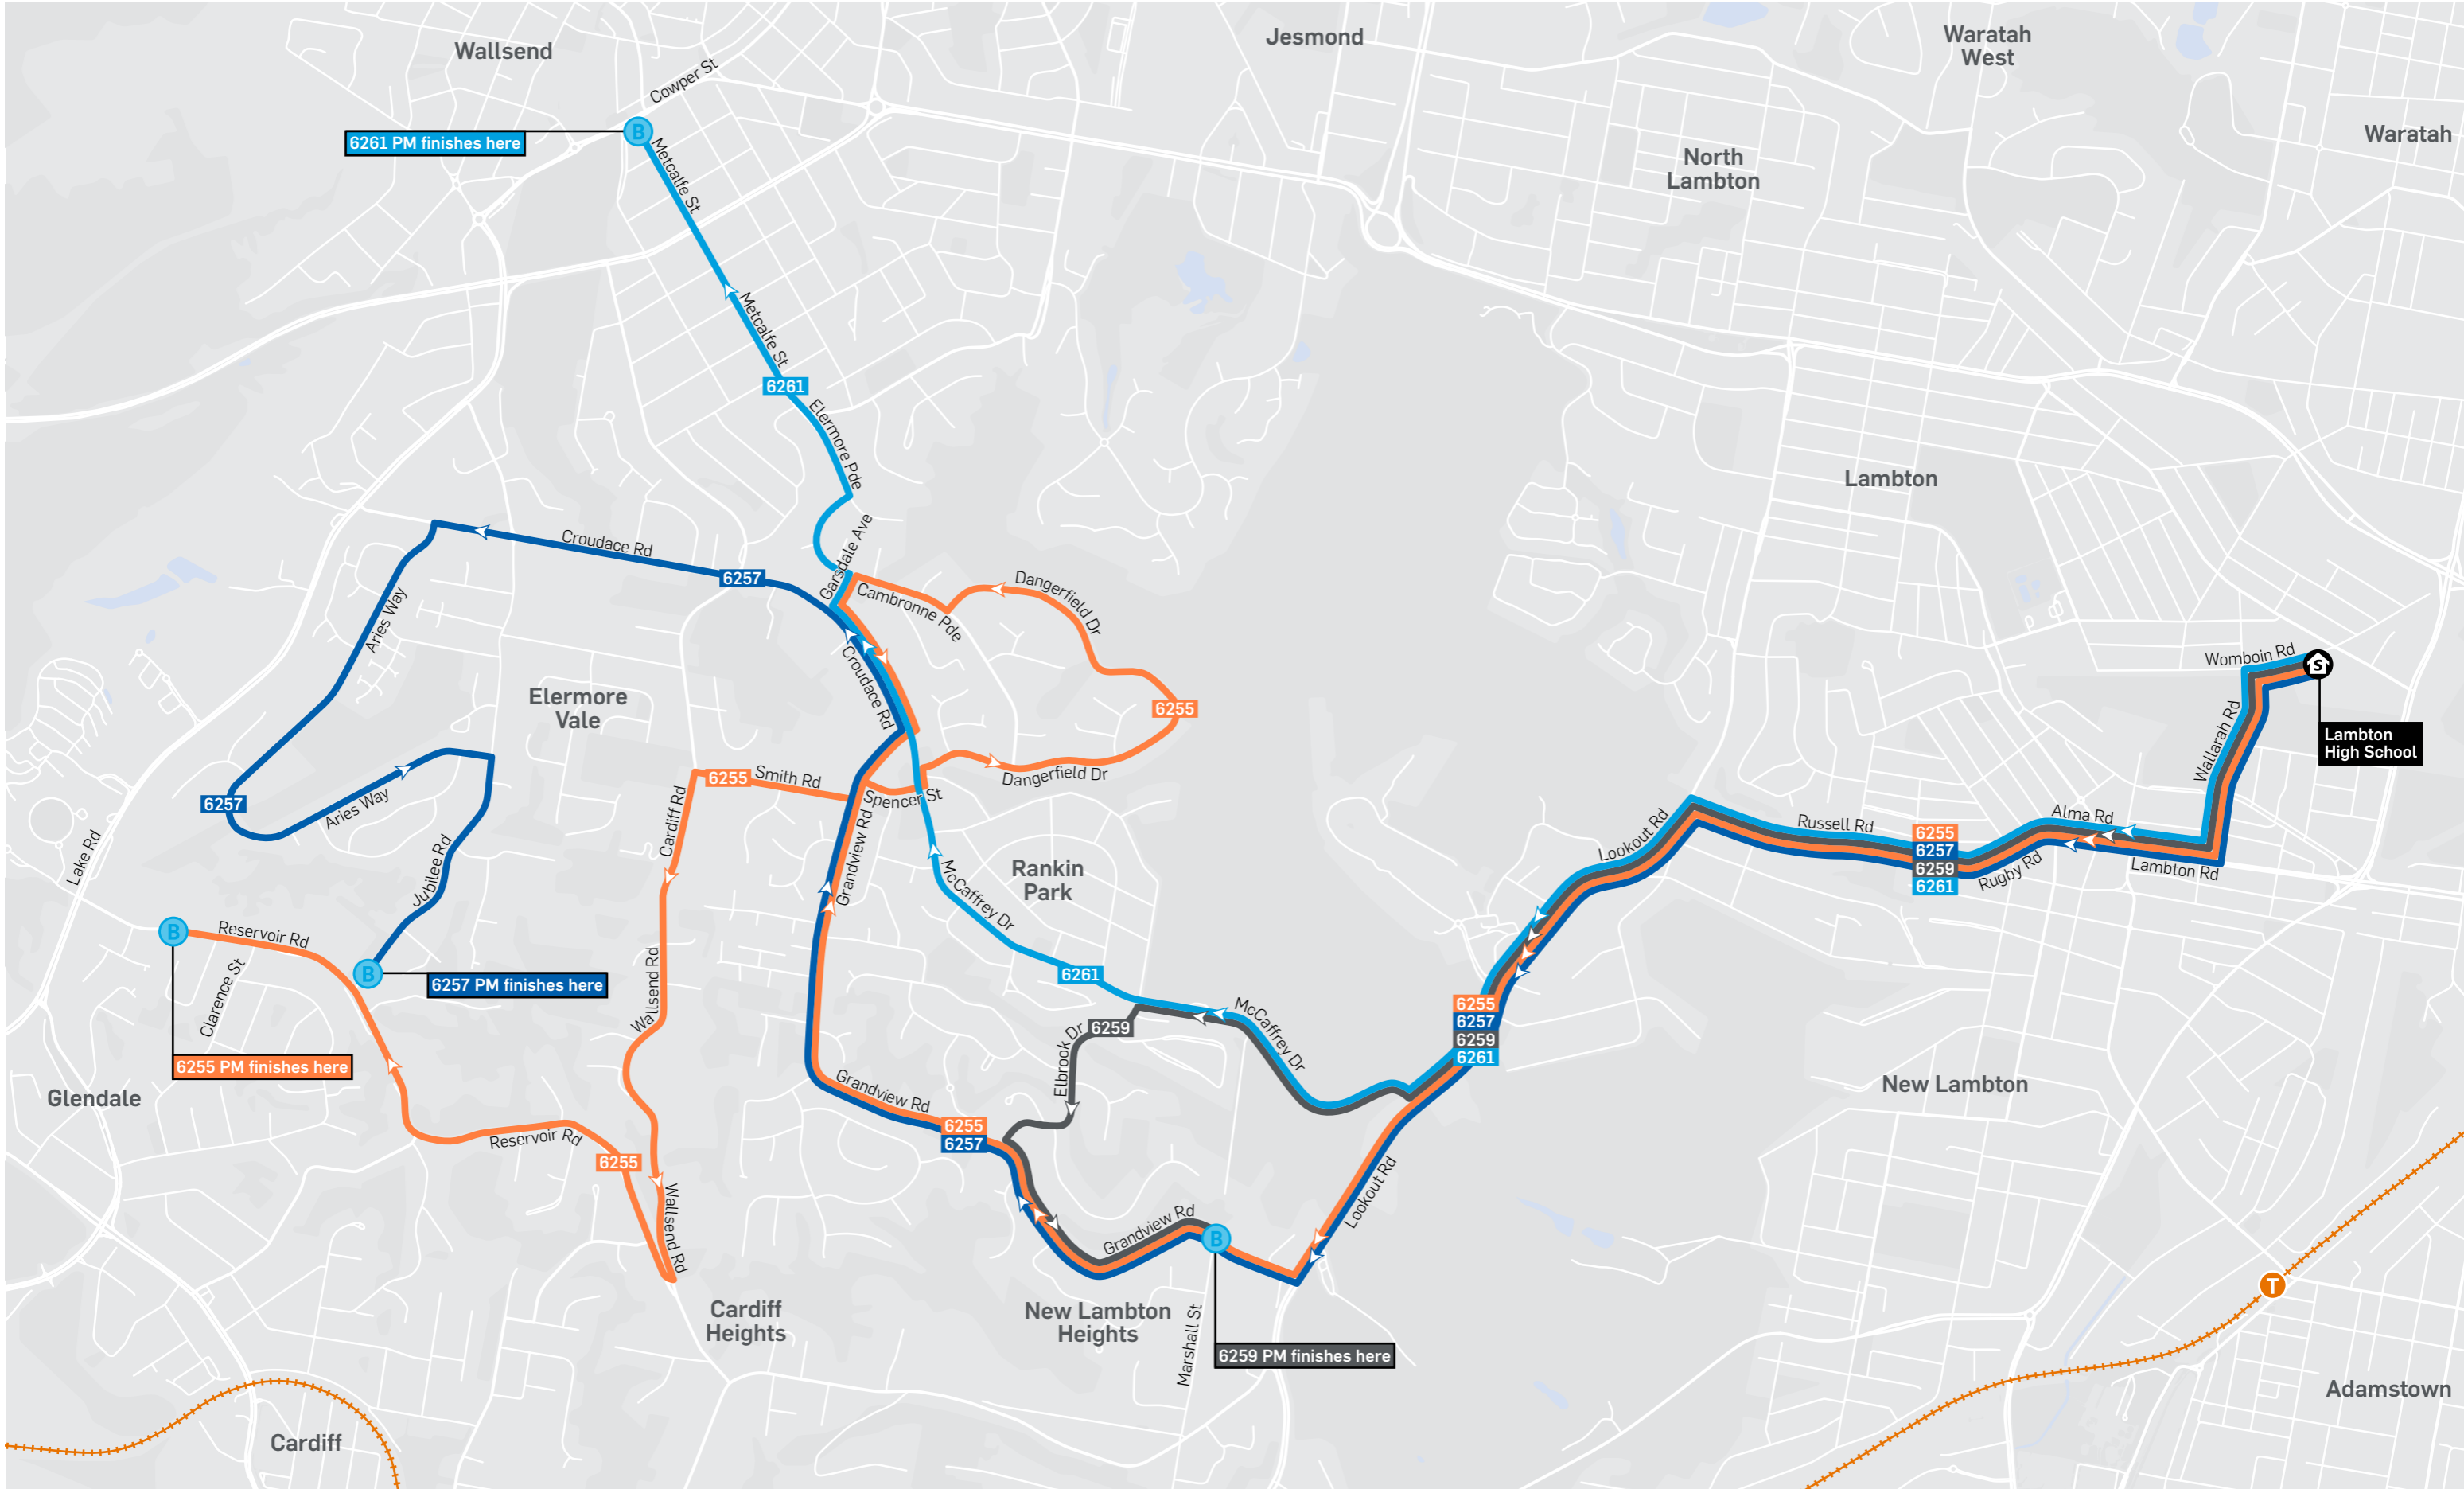 Wallsend
Cowper St
Jesmond
Waratah
West
Waratah
6261 PM finishes here
B
Metcalfe St
North
Lambton
Metcalfe St
6261
Elermore Pde
Lambton
Garsdale Ave
Croudace Rd
6257
Cambronne Pde
Dangerfield Dr
Aries Way
Croudace Rd
Womboin Rd
S
Elermore
Vale
6255
Wallarah Rd
Lambton
High School
6255
Smith Rd
Dangerfield Dr
Spencer St
6257
Aries Way
Cardiff Rd
Grandview Rd
Lookout Rd
Russell Rd
Alma Rd
6255
6257
6259
6261
Rugby Rd
Lambton Rd
Lake Rd
Jubilee Rd
Rankin
Park
McCaffrey Dr
B
Reservoir Rd
Clarence St
B
6257 PM finishes here
Wallsend Rd
6261
6259
McCaffrey Dr
6255
6257
6259
6261
Elbrook Dr
6255 PM finishes here
Glendale
Grandview Rd
New Lambton
Reservoir Rd
6255
6255
6257
Wallsend Rd
Lookout Rd
Grandview Rd
B
T
Cardiff
Heights
New Lambton
Heights
Marshall St
6259 PM finishes here
Adamstown
Cardiff